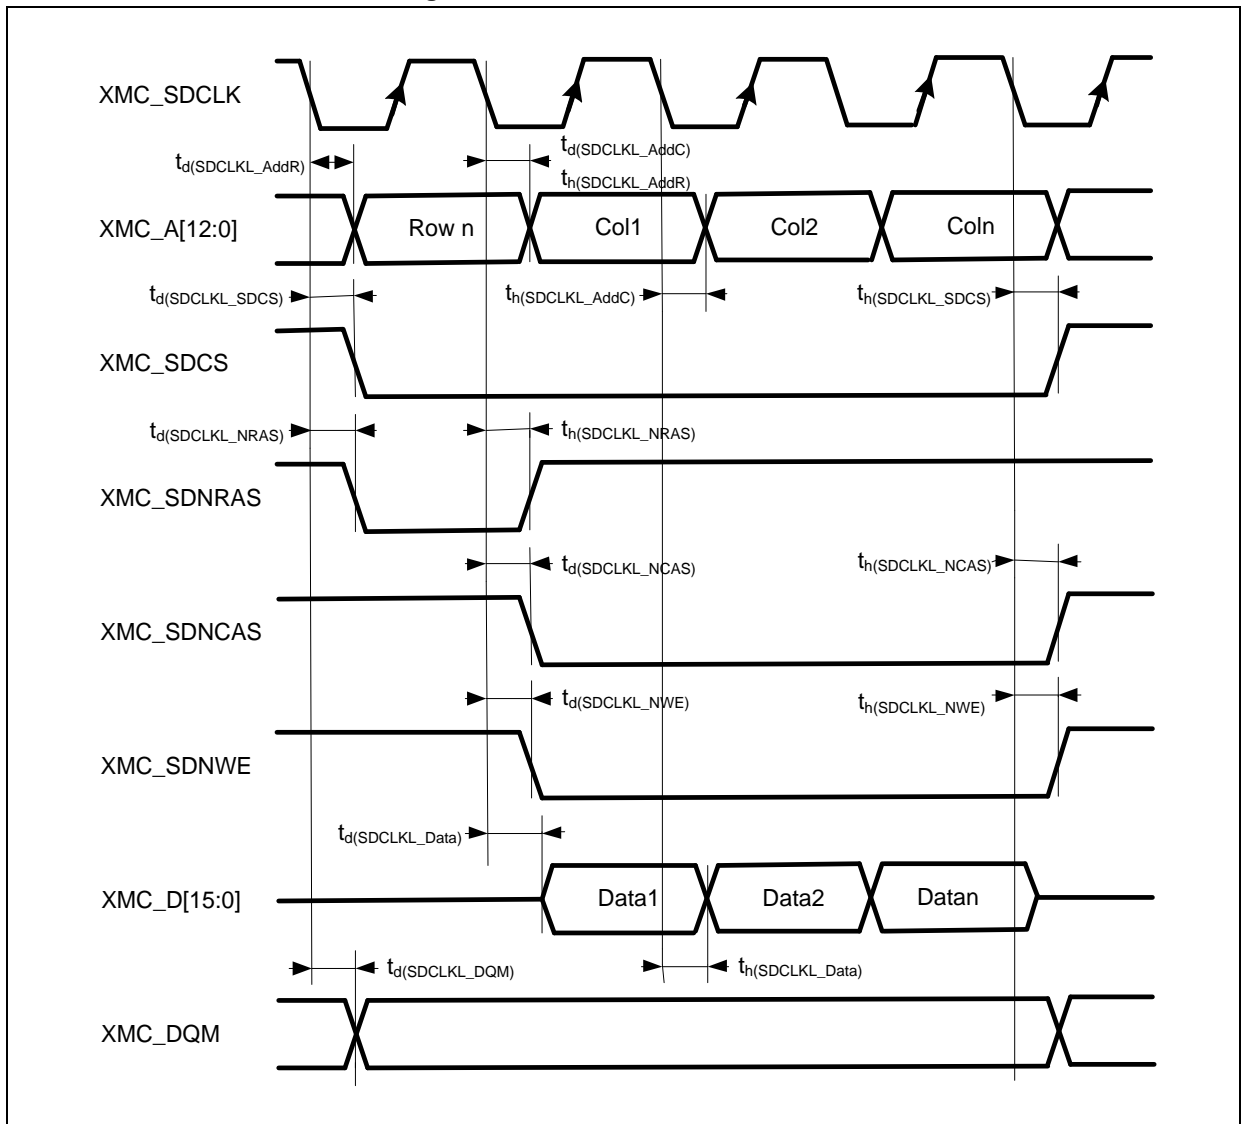 XMC_SDCLK
td(SDCLKL_AddR)
td(SDCLKL_AddC)
th(SDCLKL_AddR)
XMC_A[12:0]
Row n
Col1
Col2
Coln
td(SDCLKL_SDCS)
th(SDCLKL_AddC)
th(SDCLKL_SDCS)
XMC_SDCS
td(SDCLKL_NRAS)
th(SDCLKL_NRAS)
XMC_SDNRAS
td(SDCLKL_NCAS)
th(SDCLKL_NCAS)
XMC_SDNCAS
td(SDCLKL_NWE)
th(SDCLKL_NWE)
XMC_SDNWE
td(SDCLKL_Data)
XMC_D[15:0]
Data1
Data2
Datan
td(SDCLKL_DQM)
th(SDCLKL_Data)
XMC_DQM